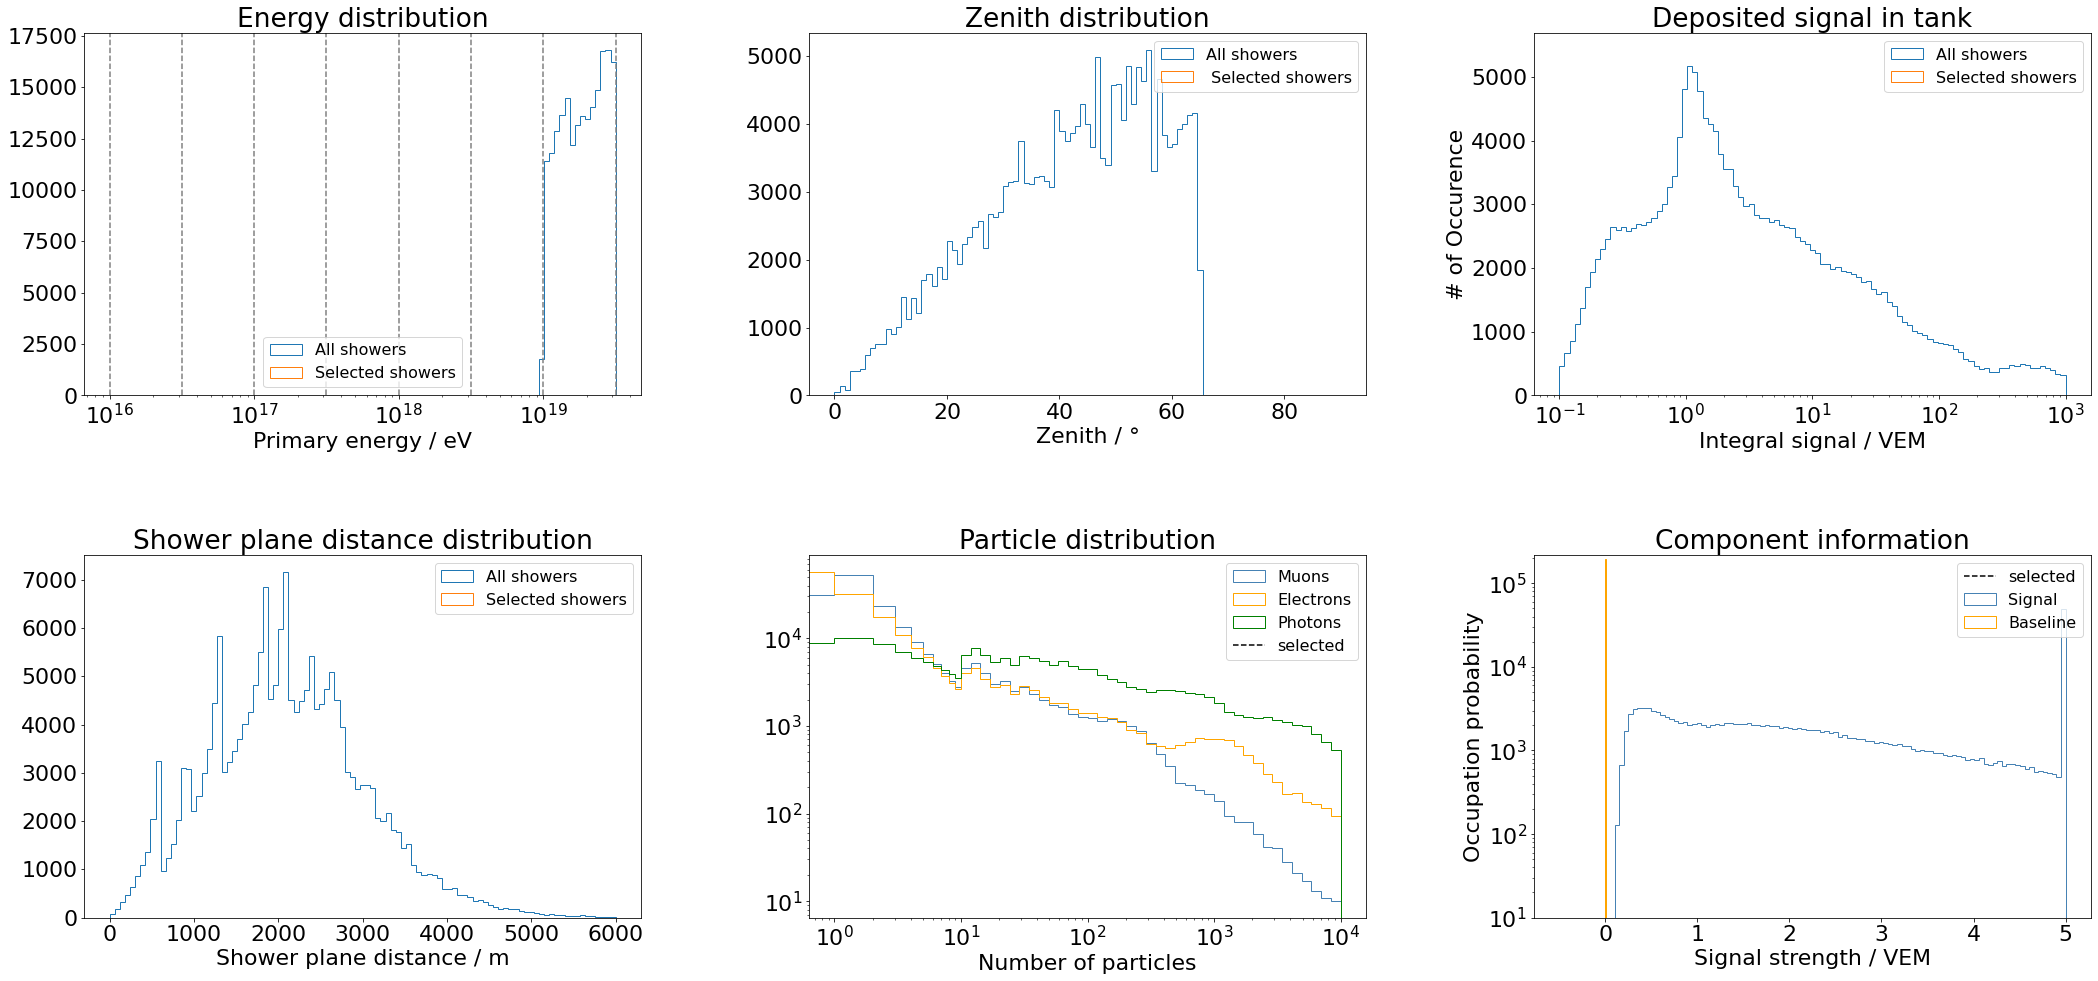 Energy distribution
17500
15000
12500
10000
7500
5000
2500
0
All showers
Selected showers
10^16
10^17
10^18
10^19
Primary energy / eV
Zenith distribution
5000
4000
3000
2000
1000
0
All showers
Selected showers
0
20
40
60
80
Zenith / °
Deposited signal in tank
# of Occurence
5000
4000
3000
2000
1000
0
All showers
Selected showers
10^−1
10^0
10^1
10^2
10^3
Integral signal / VEM
Shower plane distance distribution
7000
6000
5000
4000
3000
2000
1000
0
All showers
Selected showers
0
1000
2000
3000
4000
5000
6000
Shower plane distance / m
Particle distribution
10^4
10^3
10^2
10^1
Muons
Electrons
Photons
selected
10^0
10^1
10^2
10^3
10^4
Number of particles
Component information
Occupation probability
10^5
10^4
10^3
10^2
10^1
selected
Signal
Baseline
0
1
2
3
4
5
Signal strength / VEM